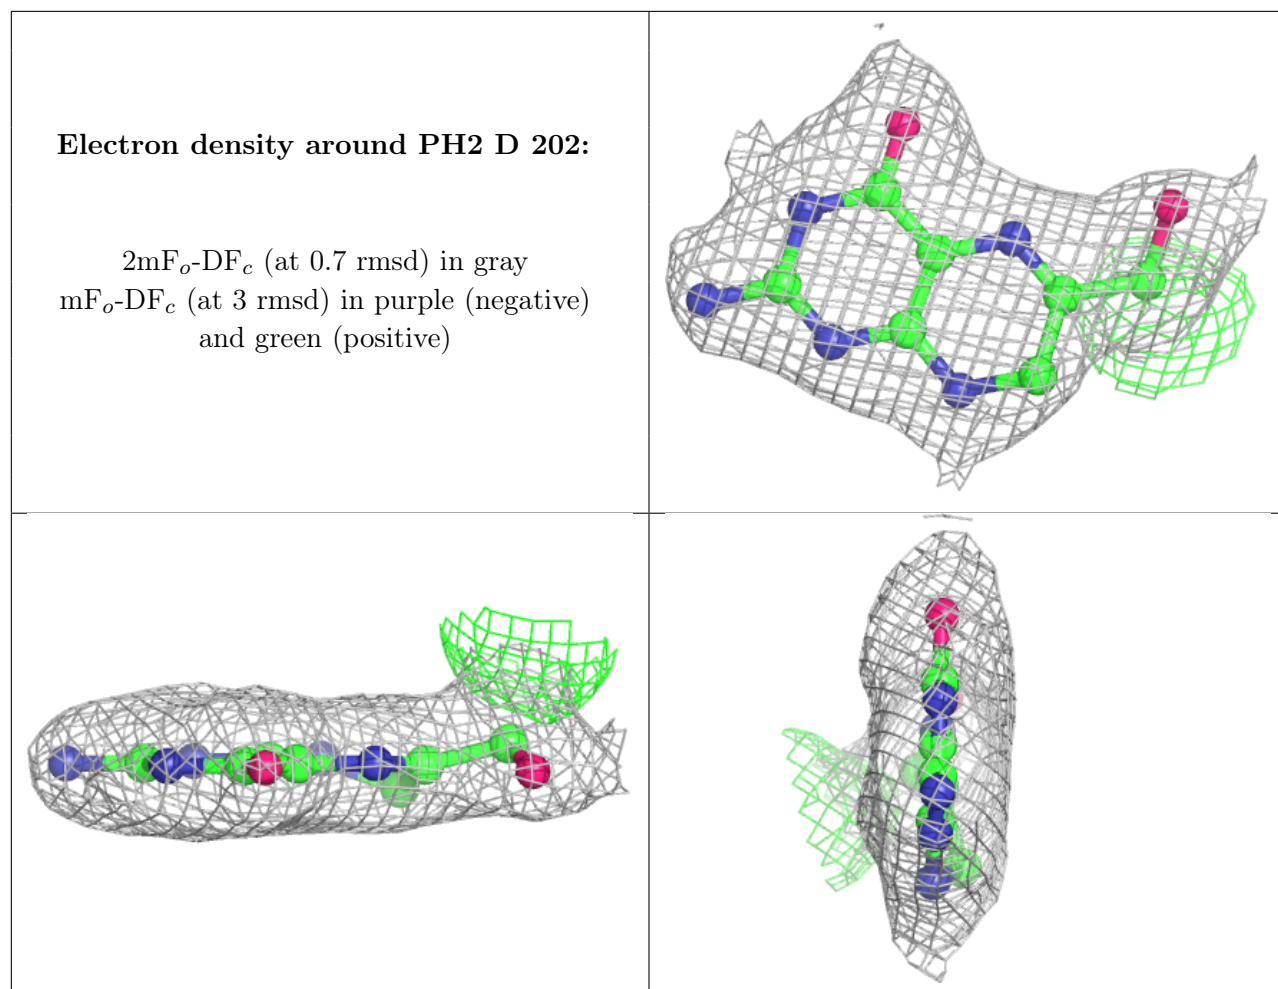 Electron density around PH2 D 202:
2mFo-DFc (at 0.7 rmsd) in gray
mFo-DFc (at 3 rmsd) in purple (negative)
and green (positive)